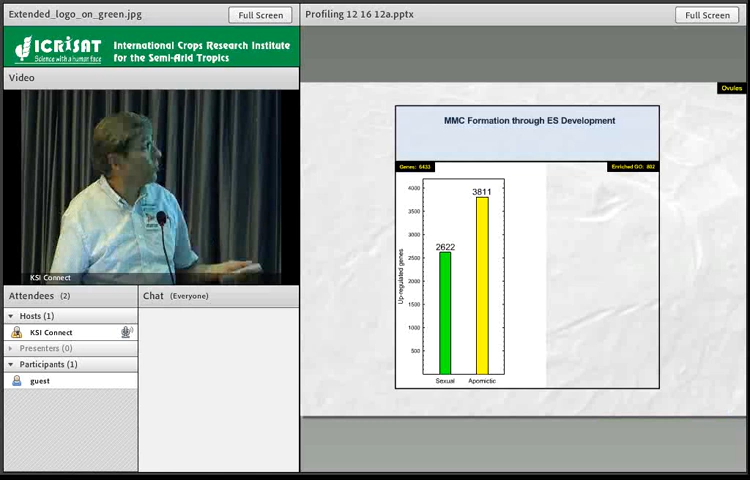 Extended_logo_on_green.jpg
Full Screen
Profiling 12 16 12a.pptx
Full Screen
ICRISAT
Science with a human face
International Crops Research Institute
for the Semi-Arid Tropics
Video
KSI Connect
Attendees (2)
Hosts (1)
KSI Connect
Presenters (0)
Participants (1)
guest
Chat (Everyone)
Ovules
MMC Formation through ES Development
Genes: 6433
Enriched GO: 802
Up-regulated genes
4000
3500
3000
2500
2000
1500
1000
500
2622
3811
Sexual
Apomictic